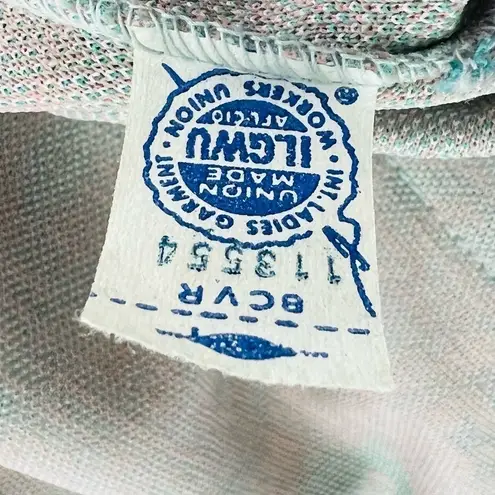 BCVR
113554
INT. LADIES GARMENT · WORKERS UNION ·
UNION
MADE
ILGWU
AFL-CIO
®